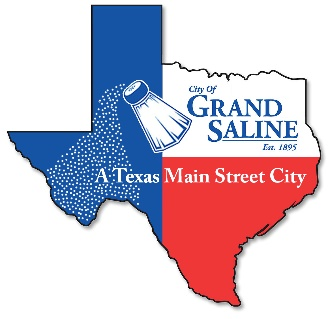 City Of
GRAND
SALINE
Est. 1895
A Texas Main Street City